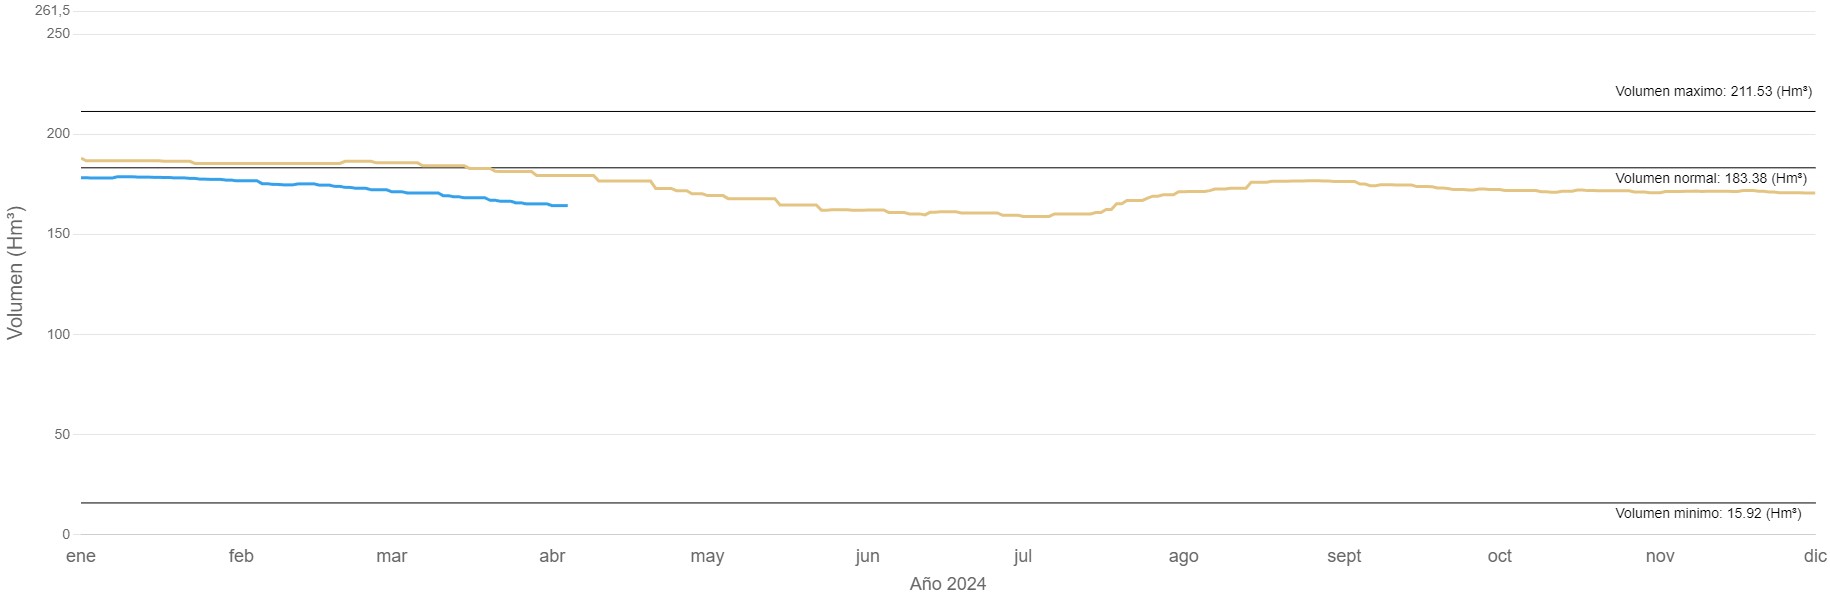 261,5
250
Volumen maximo: 211.53 (Hm³)
200
Volumen normal: 183.38 (Hm³)
150
100
50
Volumen minimo: 15.92 (Hm³)
0
Volumen (Hm³)
ene feb mar abr may jun jul ago sept oct nov dic
Año 2024